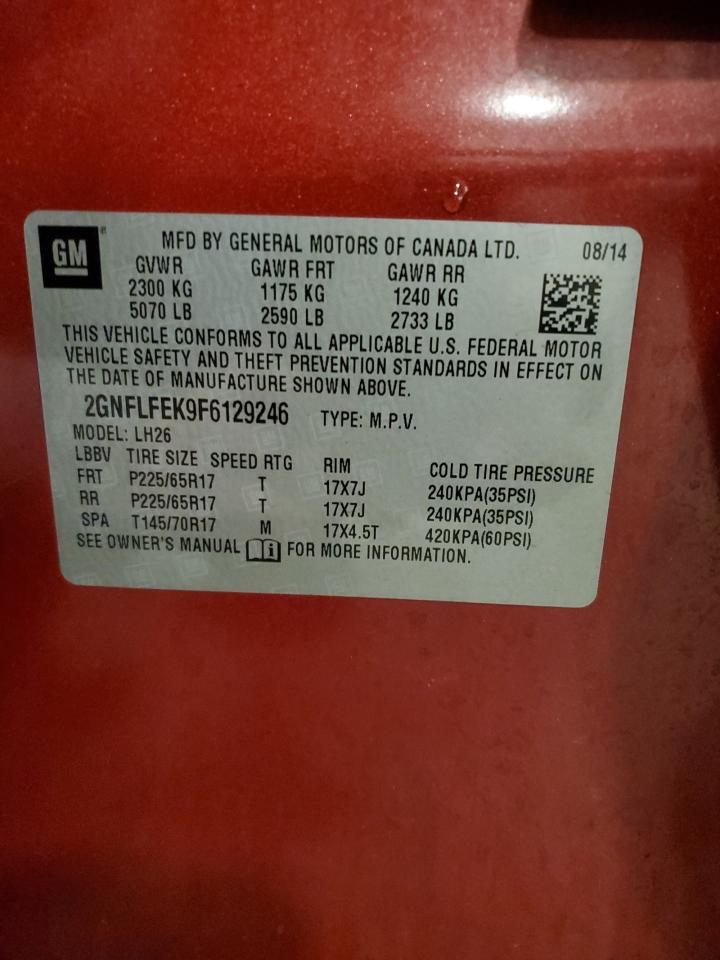 GM
MFD BY GENERAL MOTORS OF CANADA LTD. 08/14
GVWR GAWR FRT GAWR RR
2300 KG 1175 KG 1240 KG
5070 LB 2590 LB 2733 LB
THIS VEHICLE CONFORMS TO ALL APPLICABLE U.S. FEDERAL MOTOR
VEHICLE SAFETY AND THEFT PREVENTION STANDARDS IN EFFECT ON
THE DATE OF MANUFACTURE SHOWN ABOVE.
2GNFLFEK9F6129246 TYPE: M.P.V.
MODEL: LH26
LBBV TIRE SIZE SPEED RTG RIM COLD TIRE PRESSURE
FRT P225/65R17 T 17X7J 240KPA(35PSI)
RR P225/65R17 T 17X7J 240KPA(35PSI)
SPA T145/70R17 M 17X4.5T 420KPA(60PSI)
SEE OWNER'S MANUAL i FOR MORE INFORMATION.